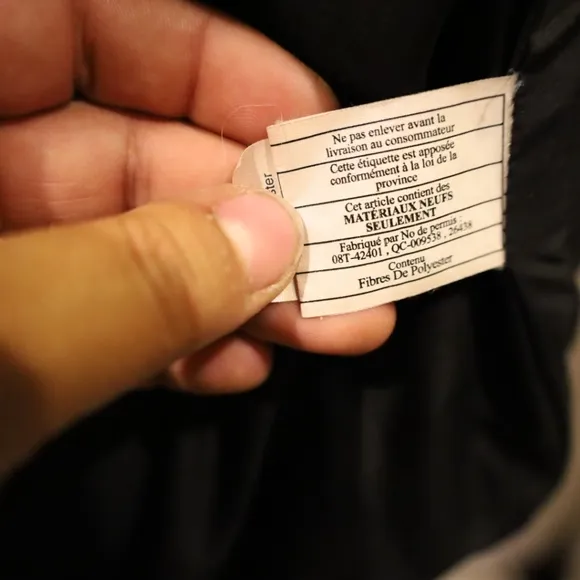 Ne pas enlever avant la
livraison au consommateur
Cette étiquette est apposée
conformément à la loi de la
province
Cet article contient des
MATÉRIAUX NEUFS
SEULEMENT
Fabriqué par No de permis
08T-42401 , QC-009538 , 26438
Contenu
Fibres De Polyester